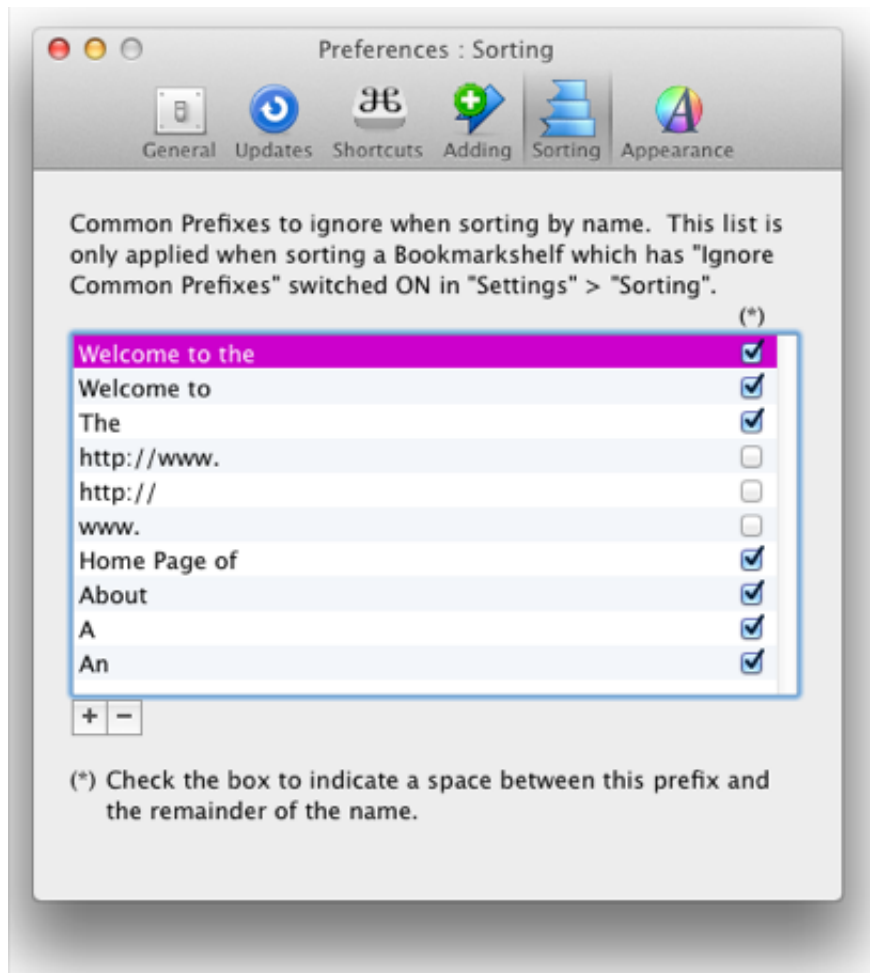 Preferences : Sorting
General Updates Shortcuts Adding Sorting Appearance
Common Prefixes to ignore when sorting by name.  This list is
only applied when sorting a Bookmarkshelf which has "Ignore
Common Prefixes" switched ON in "Settings" > "Sorting".
(*)
Welcome to the
Welcome to
The
http://www.
http://
www.
Home Page of
About
A
An
+ −
(*) Check the box to indicate a space between this prefix and
the remainder of the name.